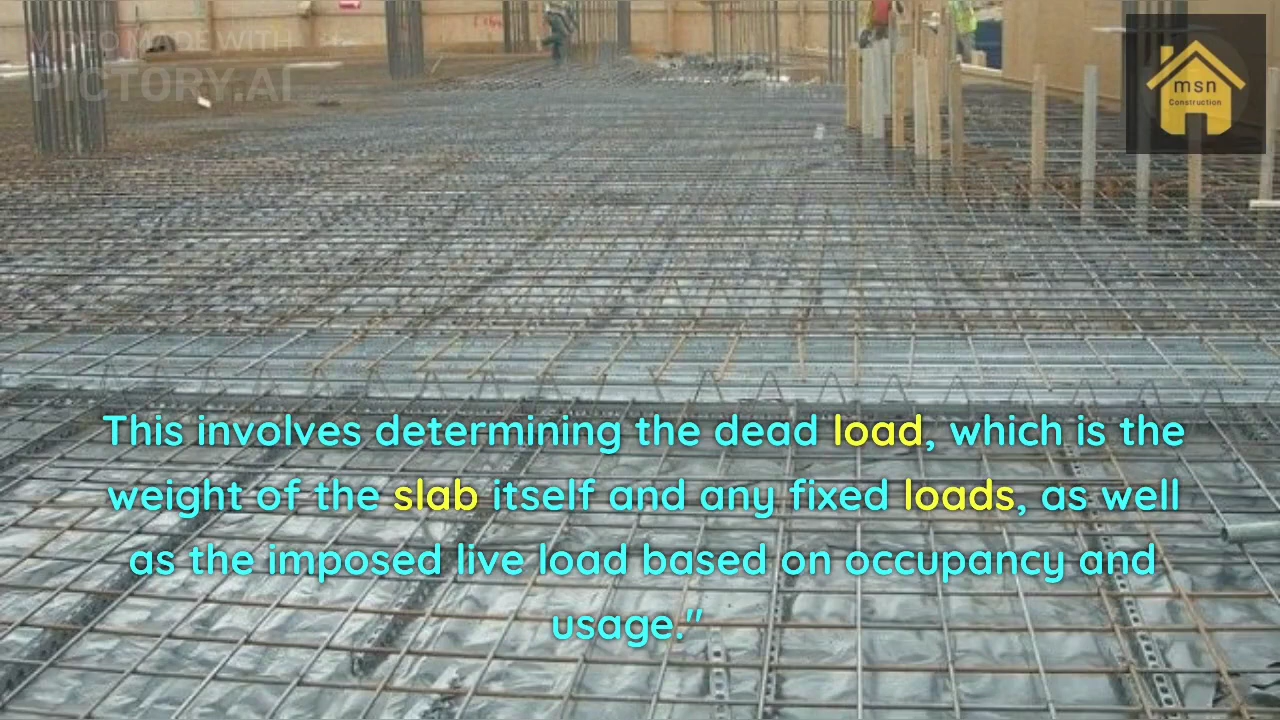 VIDEO MADE WITH
PICTORY.AI
msn
Construction
This involves determining the dead load, which is the
weight of the slab itself and any fixed loads, as well
as the imposed live load based on occupancy and
usage."